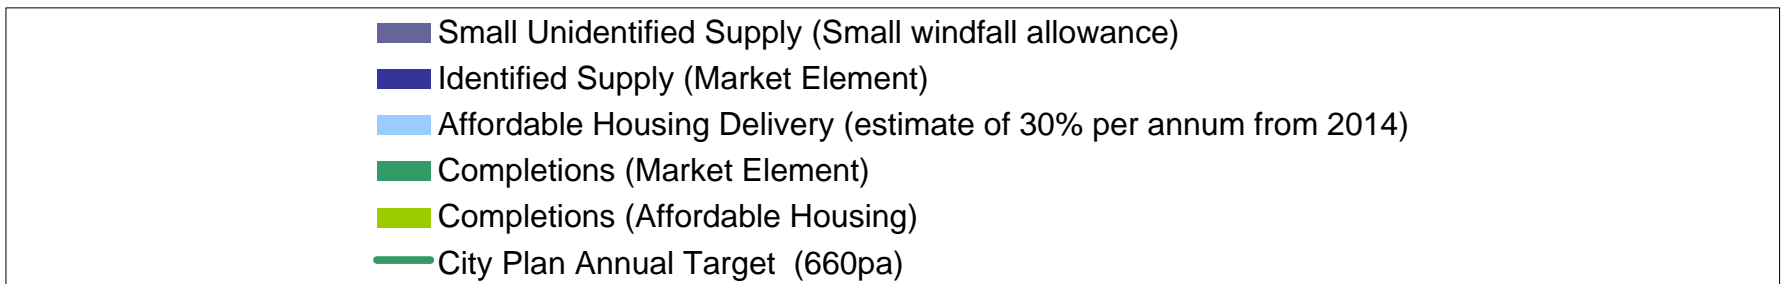 Small Unidentified Supply (Small windfall allowance)
Identified Supply (Market Element)
Affordable Housing Delivery (estimate of 30% per annum from 2014)
Completions (Market Element)
Completions (Affordable Housing)
City Plan Annual Target  (660pa)